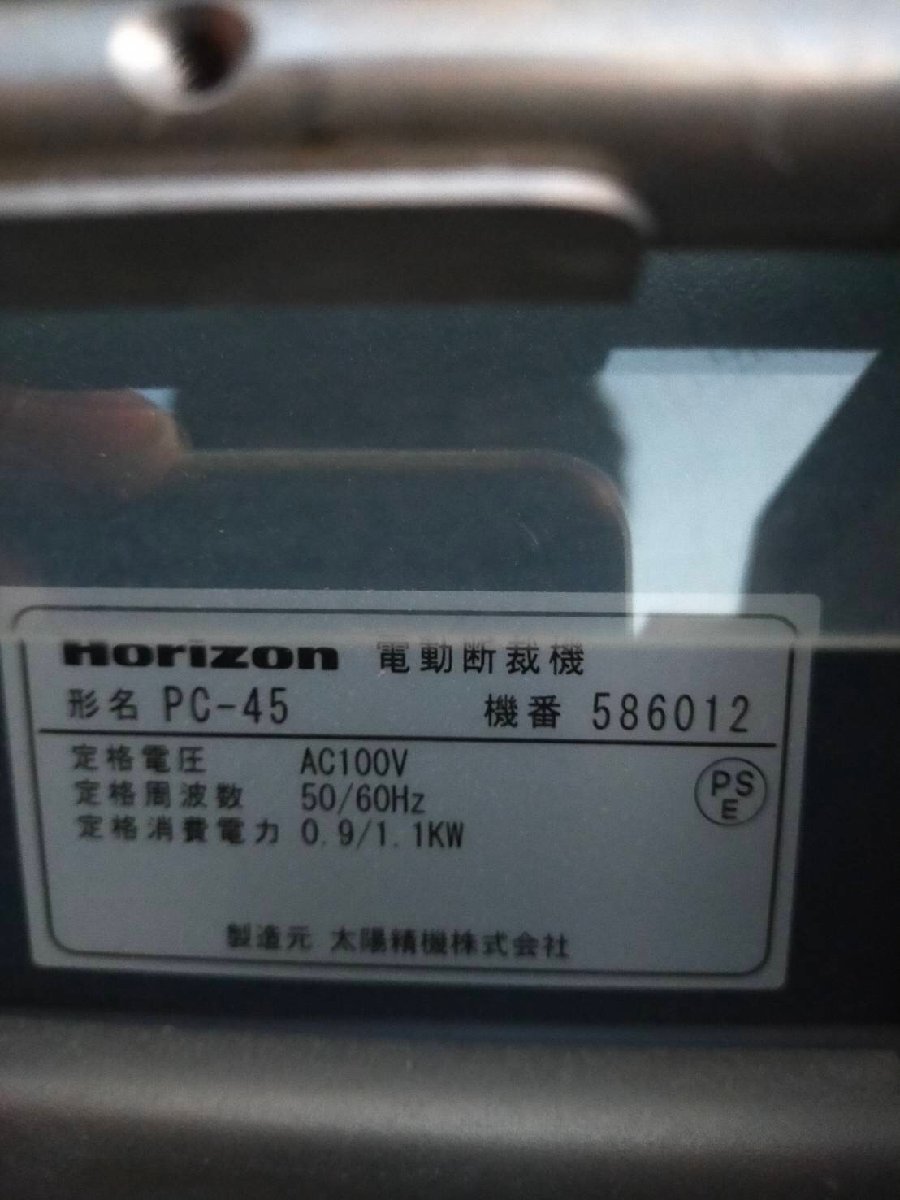 Horizon 電動断裁機
形名 PC-45 機番 586012
定格電圧 AC100V
定格周波数 50/60Hz
定格消費電力 0.9/1.1KW
PS
E
製造元 太陽精機株式会社